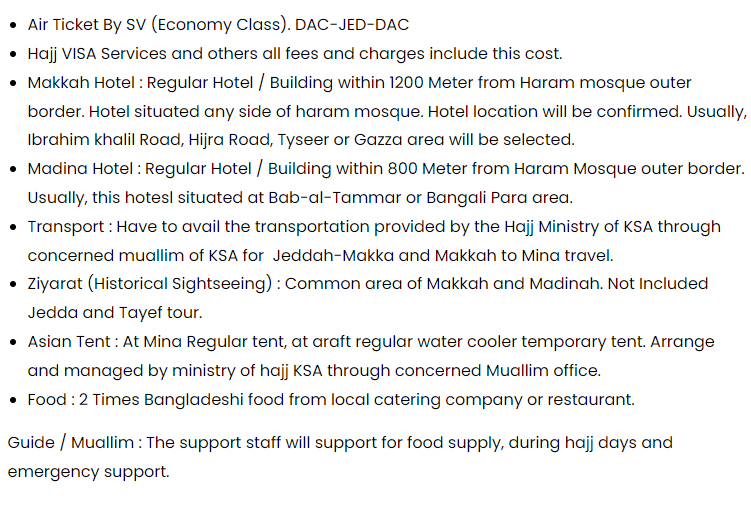 Air Ticket By SV (Economy Class). DAC-JED-DAC
Hajj VISA Services and others all fees and charges include this cost.
Makkah Hotel : Regular Hotel / Building within 1200 Meter from Haram mosque outer
border. Hotel situated any side of haram mosque. Hotel location will be confirmed. Usually,
Ibrahim khalil Road, Hijra Road, Tyseer or Gazza area will be selected.
Madina Hotel : Regular Hotel / Building within 800 Meter from Haram Mosque outer border.
Usually, this hotesl situated at Bab-al-Tammar or Bangali Para area.
Transport : Have to avail the transportation provided by the Hajj Ministry of KSA through
concerned muallim of KSA for  Jeddah-Makka and Makkah to Mina travel.
Ziyarat (Historical Sightseeing) : Common area of Makkah and Madinah. Not Included
Jedda and Tayef tour.
Asian Tent : At Mina Regular tent, at araft regular water cooler temporary tent. Arrange
and managed by ministry of hajj KSA through concerned Muallim office.
Food : 2 Times Bangladeshi food from local catering company or restaurant.
Guide / Muallim : The support staff will support for food supply, during hajj days and
emergency support.